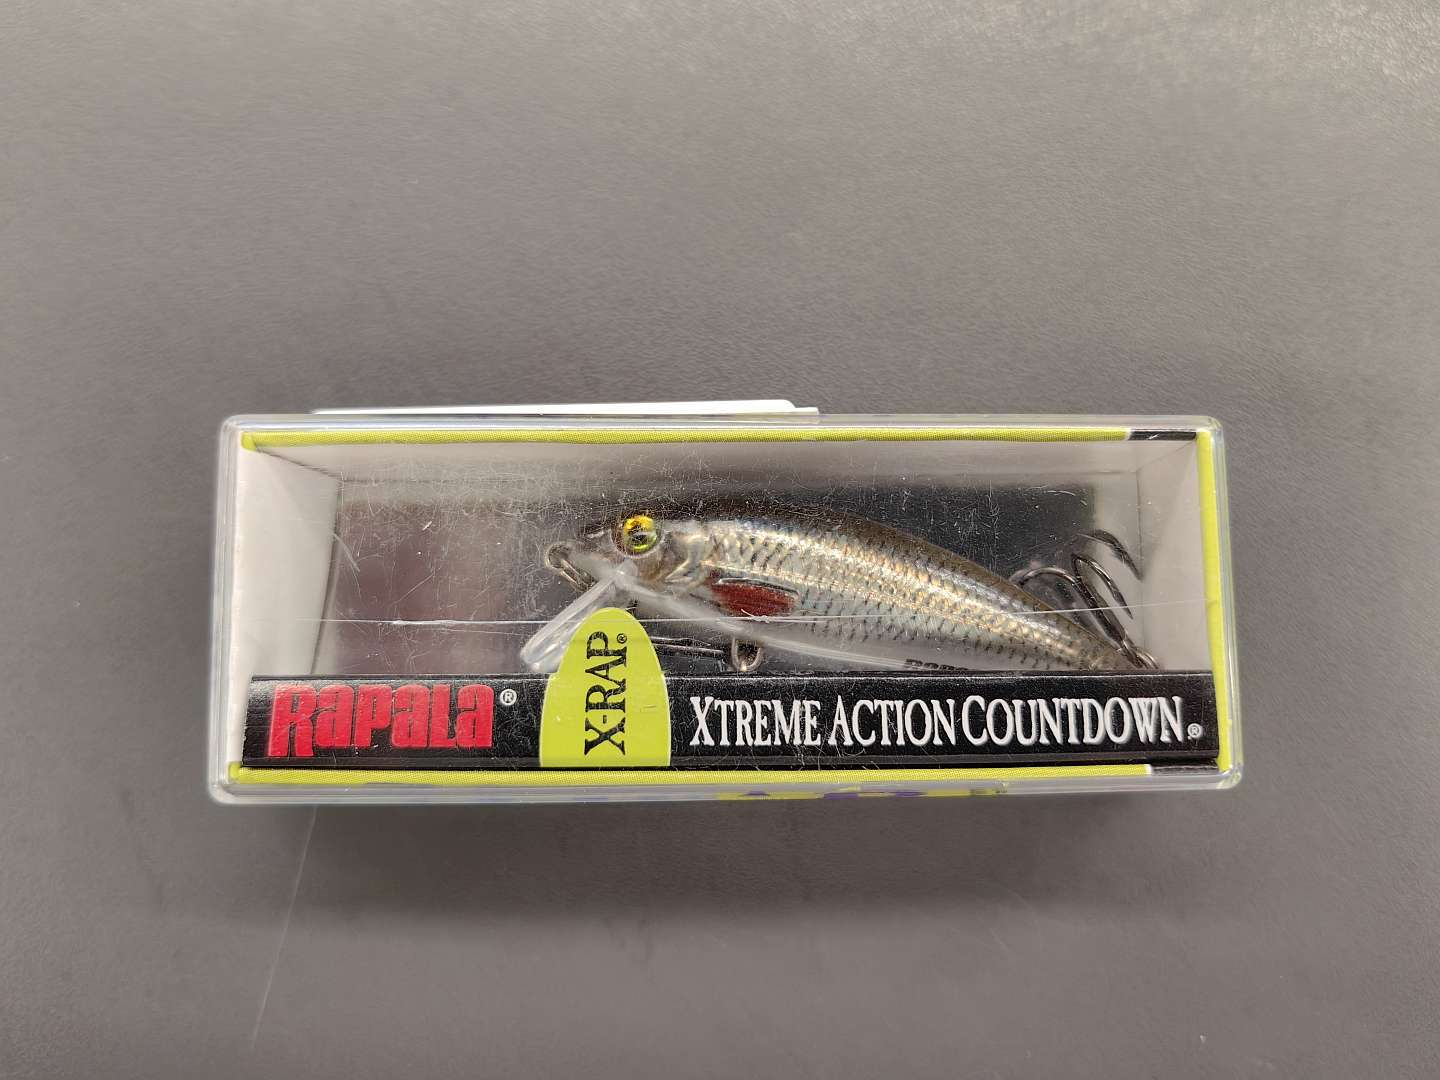 RAPALA®
X-RAP®
XTREME ACTION COUNTDOWN®